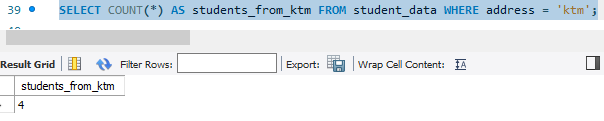 39 SELECT COUNT(*) AS students_from_ktm FROM student_data WHERE address = 'ktm';
Result Grid Filter Rows: Export: Wrap Cell Content: IA
students_from_ktm
4